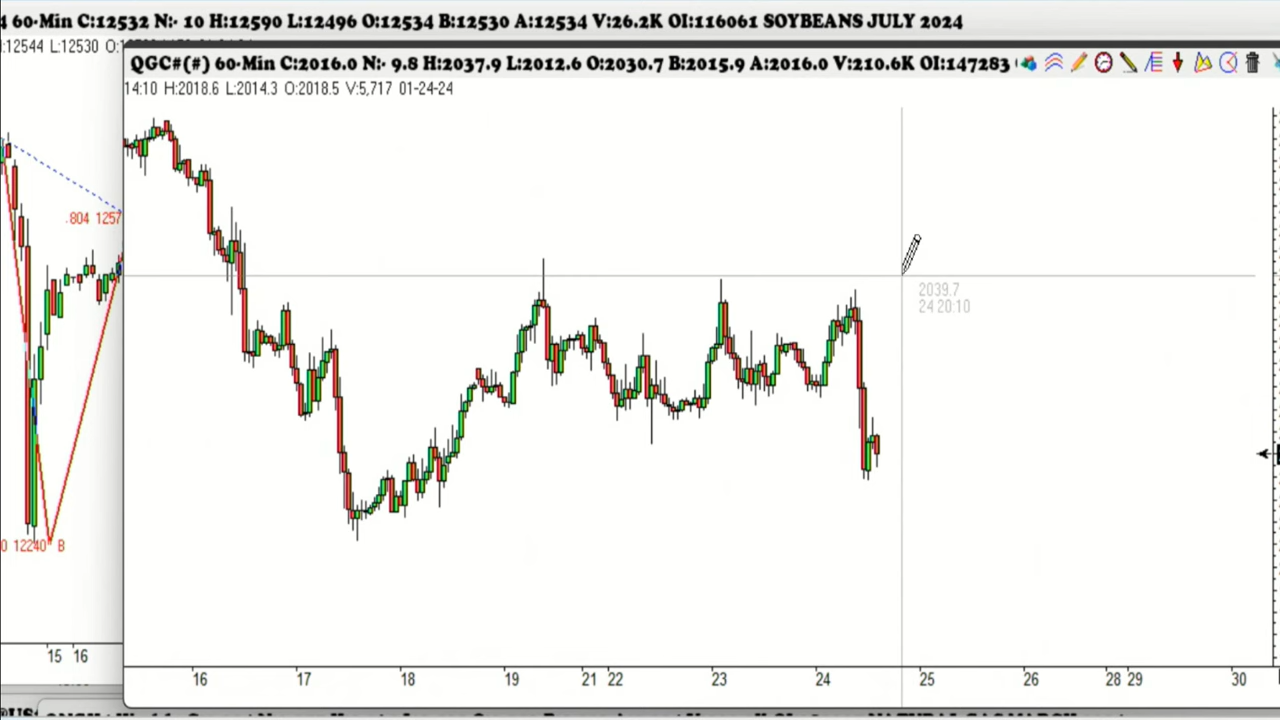 4 60-Min C:12532 N:- 10 H:12590 L:12496 O:12534 B:12530 A:12534 V:26.2K OI:116061 SOYBEANS JULY 2024
:12544 L:12530 O:
QGC#(#) 60-Min C:2016.0 N:- 9.8 H:2037.9 L:2012.6 O:2030.7 B:2015.9 A:2016.0 V:210.6K OI:147283
14:10 H:2018.6 L:2014.3 O:2018.5 V:5,717 01-24-24
.804 1257
2039.7
24 20:10
0 12240 B
15 16
16 17 18 19 21 22 23 24 25 26 28 29 30